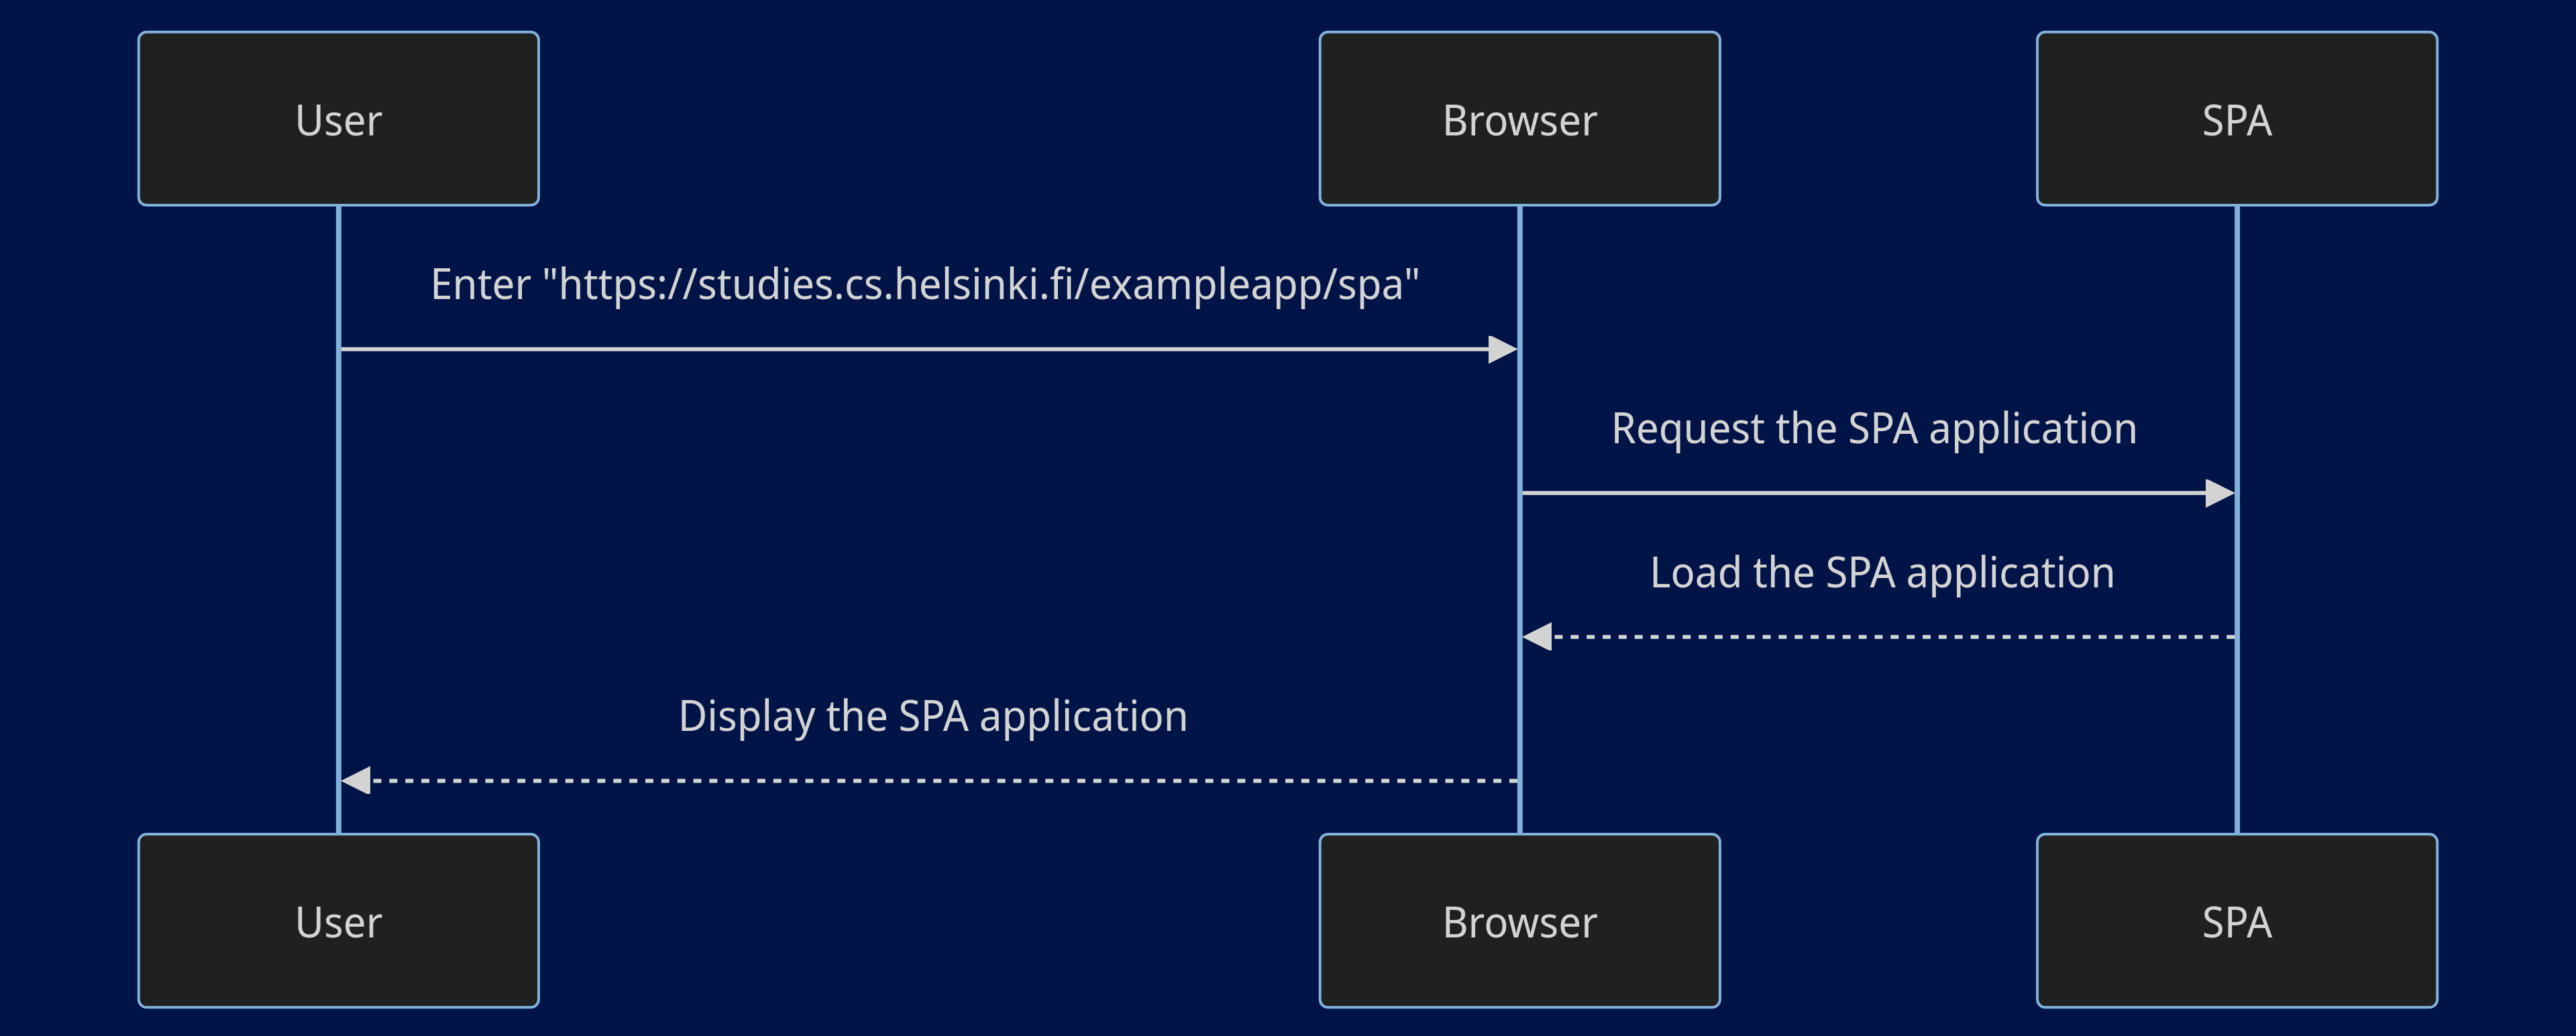 User
Browser
SPA
Enter "https://studies.cs.helsinki.fi/exampleapp/spa"
Request the SPA application
Load the SPA application
Display the SPA application
User
Browser
SPA